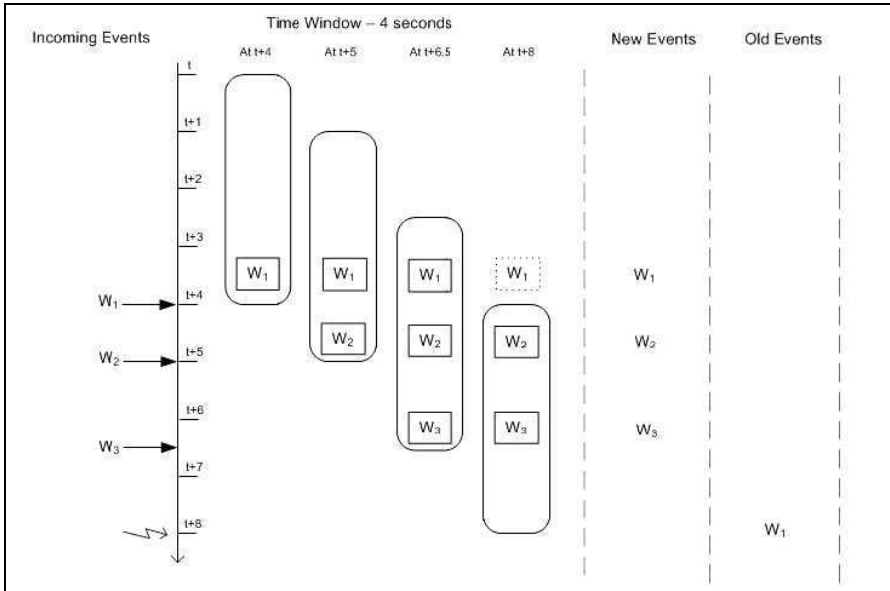 Time Window – 4 seconds
Incoming Events
New Events
Old Events
At t+4
At t+5
At t+6.5
At t+8
t
t+1
t+2
t+3
W1 W1 W1 W1 W1
W1
t+4
W2 W2 W2 W2
W2
t+5
t+6
W3 W3 W3
W3
t+7
t+8
W1